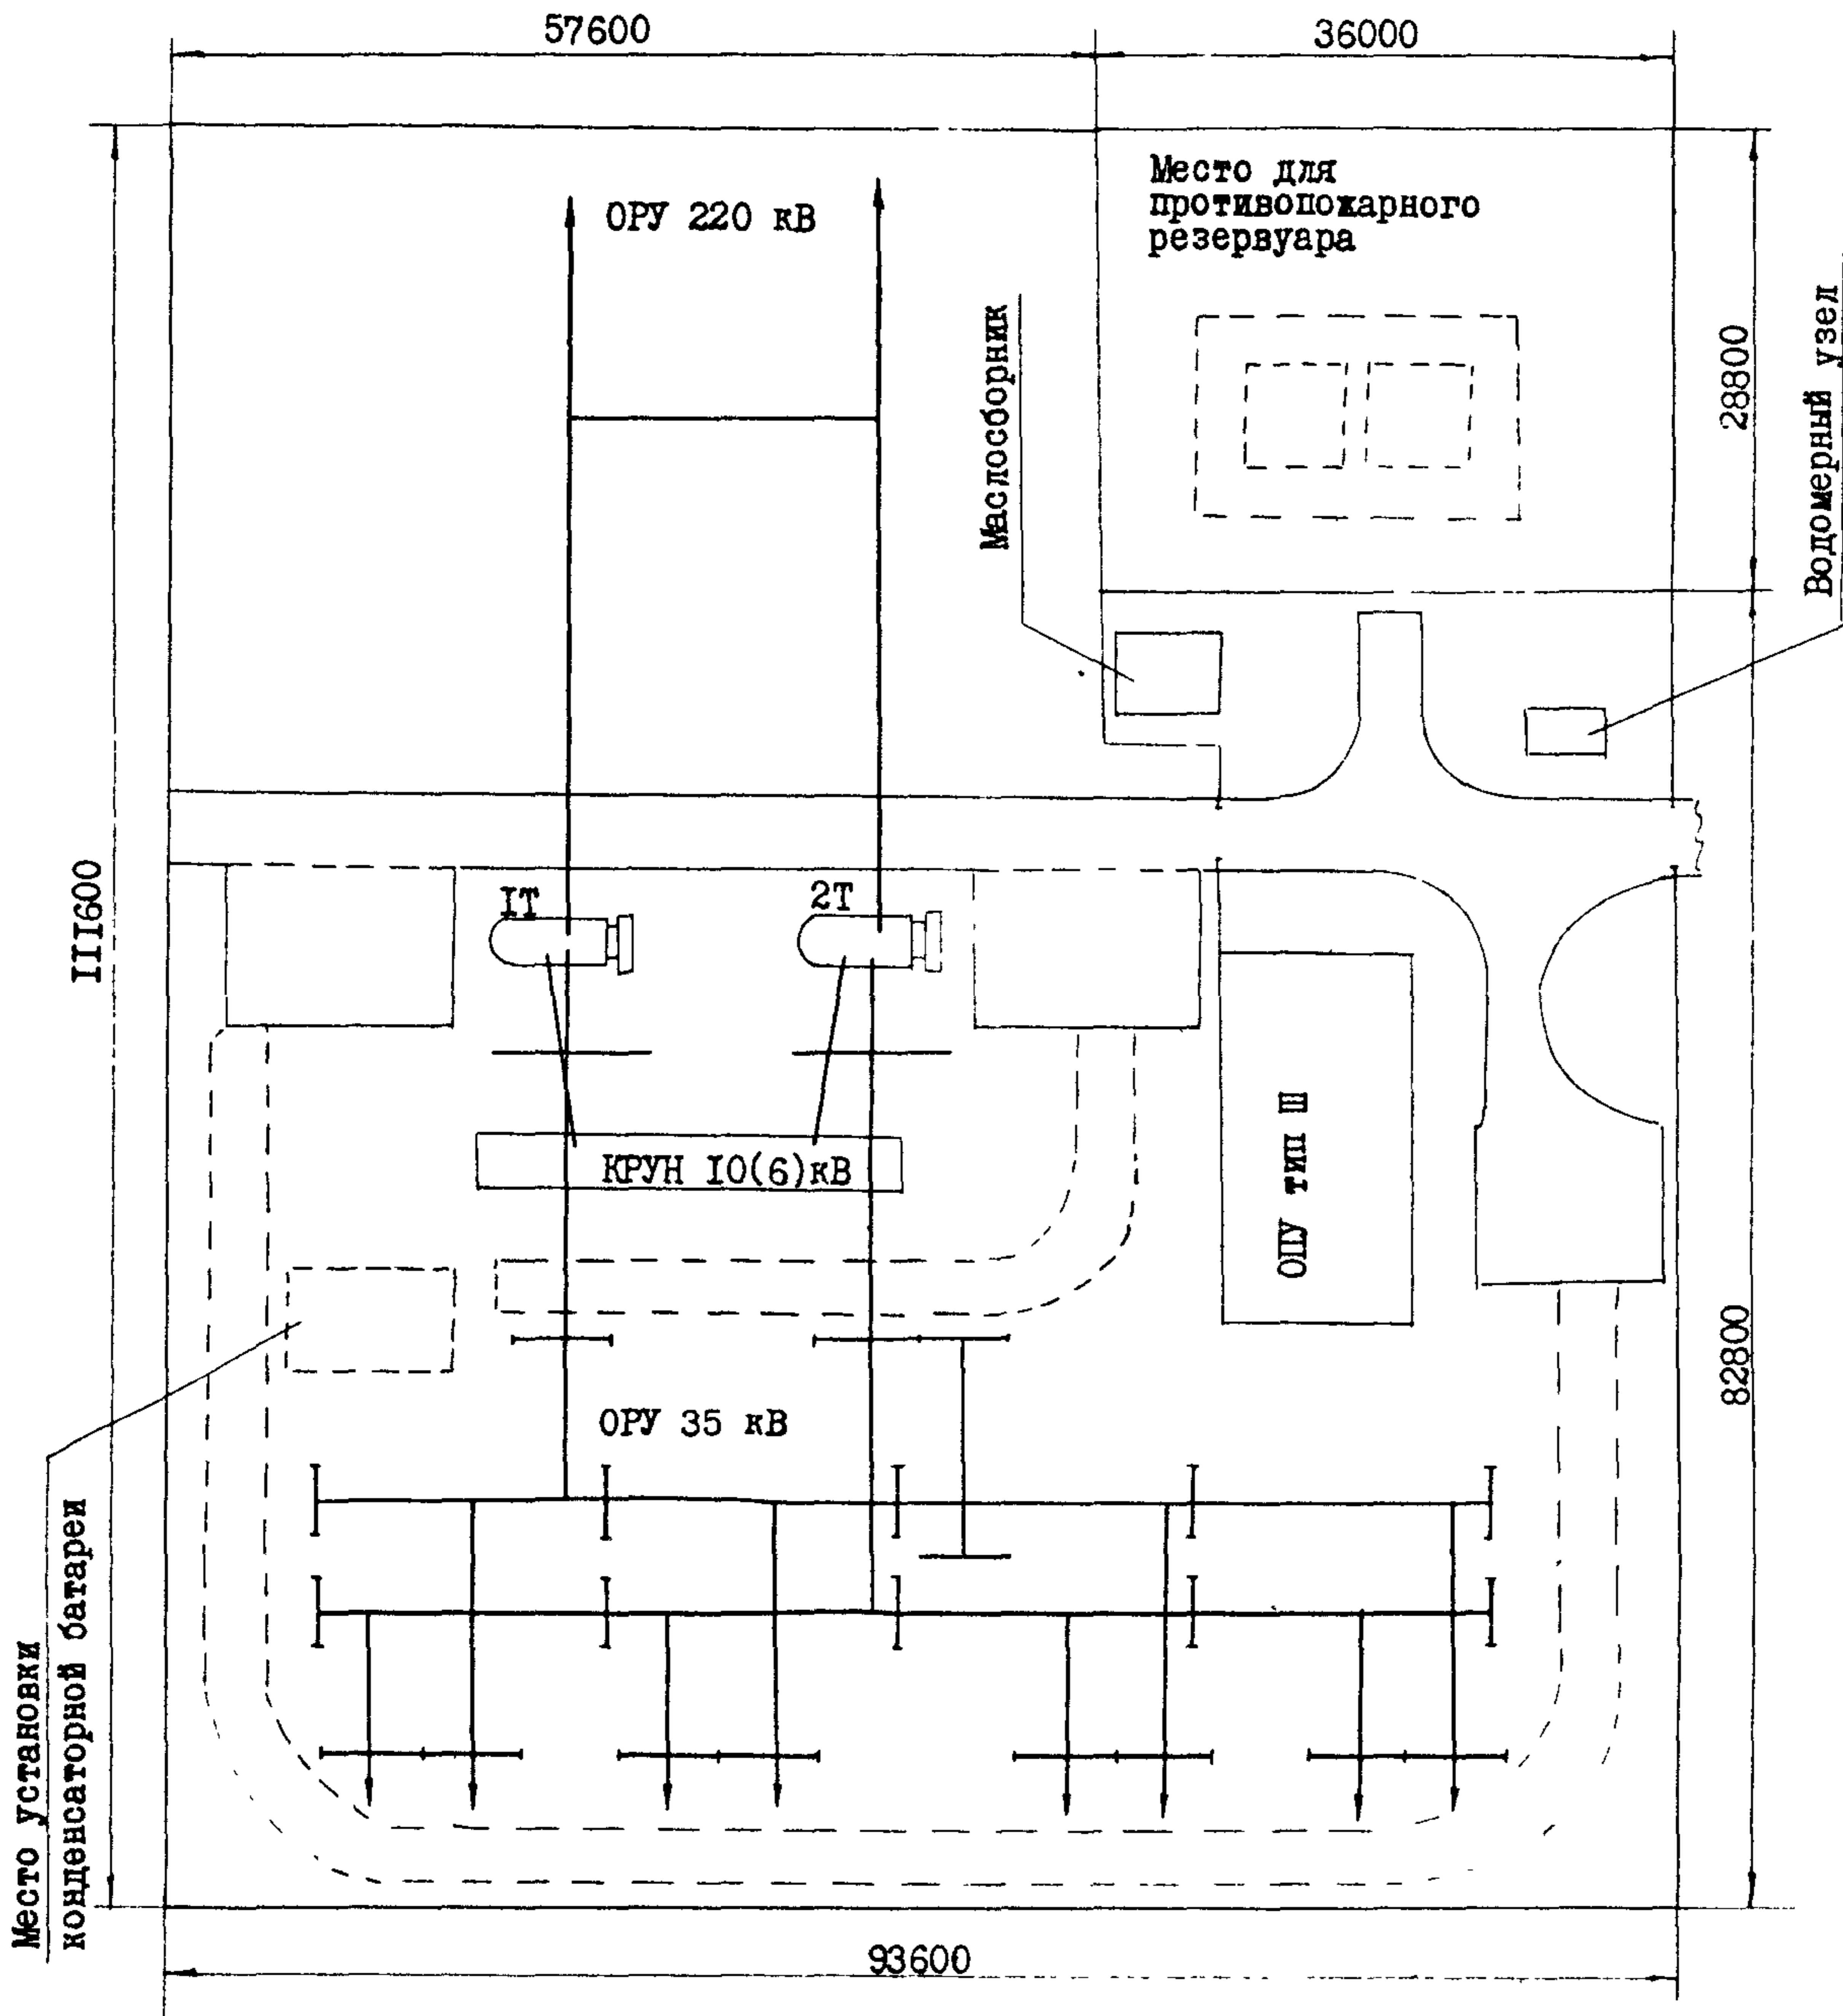 57600
36000
ОРУ 220 кВ
Место для
противопожарного
резервуара
Маслосборник
28800
Водомерный узел
III600
IT
2T
КРУН I0(6)кВ
ОПУ тип Ш
82800
ОРУ 35 кВ
Место установки
конденсаторной батареи
93600